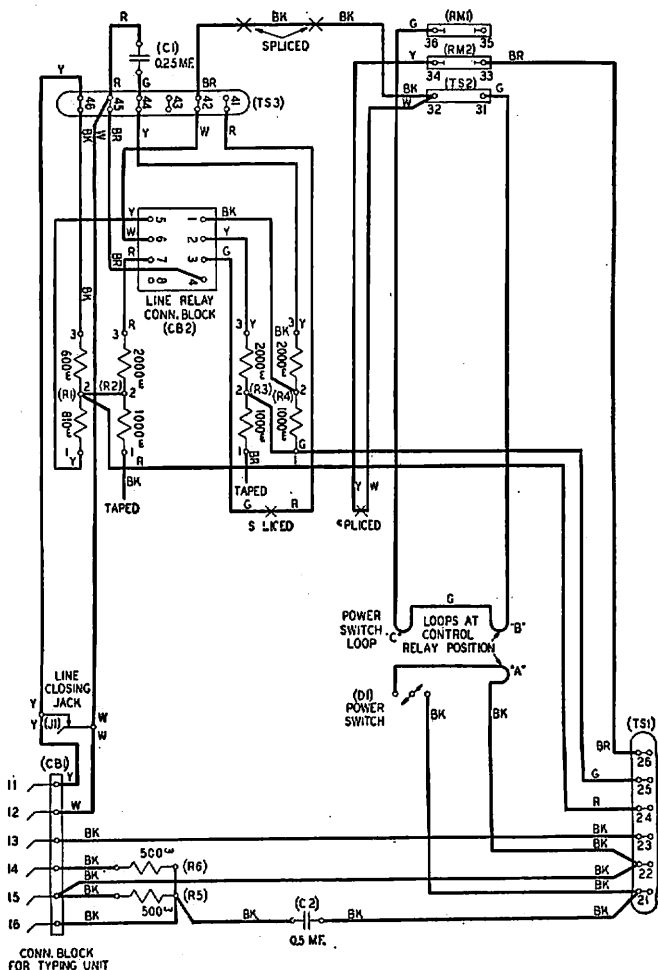 R
BK
BK
G
(RM1)
36
35
(C1)
0.25 MF.
SPLICED
(RM2)
Y
BR
34
33
Y
R
G
BR
(TS2)
G
BK
W
32
31
46
45
44
43
42
41
(TS3)
BK
W
BR
Y
W
R
Y
5
1
BK
W
6
2
Y
R
7
3
G
BR
8
4
LINE RELAY
CONN. BLOCK
(CB2)
BK
3
3
R
3
Y
BK
3
Y
600ω
2000ω
2000ω
2000ω
(R1)
2
(R2)
2
2
(R3)
(R4)
2
810ω
1000ω
1000ω
1000ω
G
1
Y
1
R
1
BR
1
BK
TAPED
TAPED
G
R
Y
W
S LICED
PLICED
G
POWER
SWITCH
LOOP
"C"
LOOPS AT
CONTROL
RELAY POSITION
"B"
"A"
LINE
CLOSING
JACK
(D1)
POWER
SWITCH
BK
BK
Y
Y
(J1)
W
W
(TS1)
BR
26
(CB1)
Y
G
25
11
W
R
24
12
13
BK
BK
23
14
BK
500ω
(R6)
BK
22
BK
15
BK
500ω
(R5)
BK
21
16
BK
BK
(C2)
BK
0.5 MF.
CONN. BLOCK
FOR TYPING UNIT